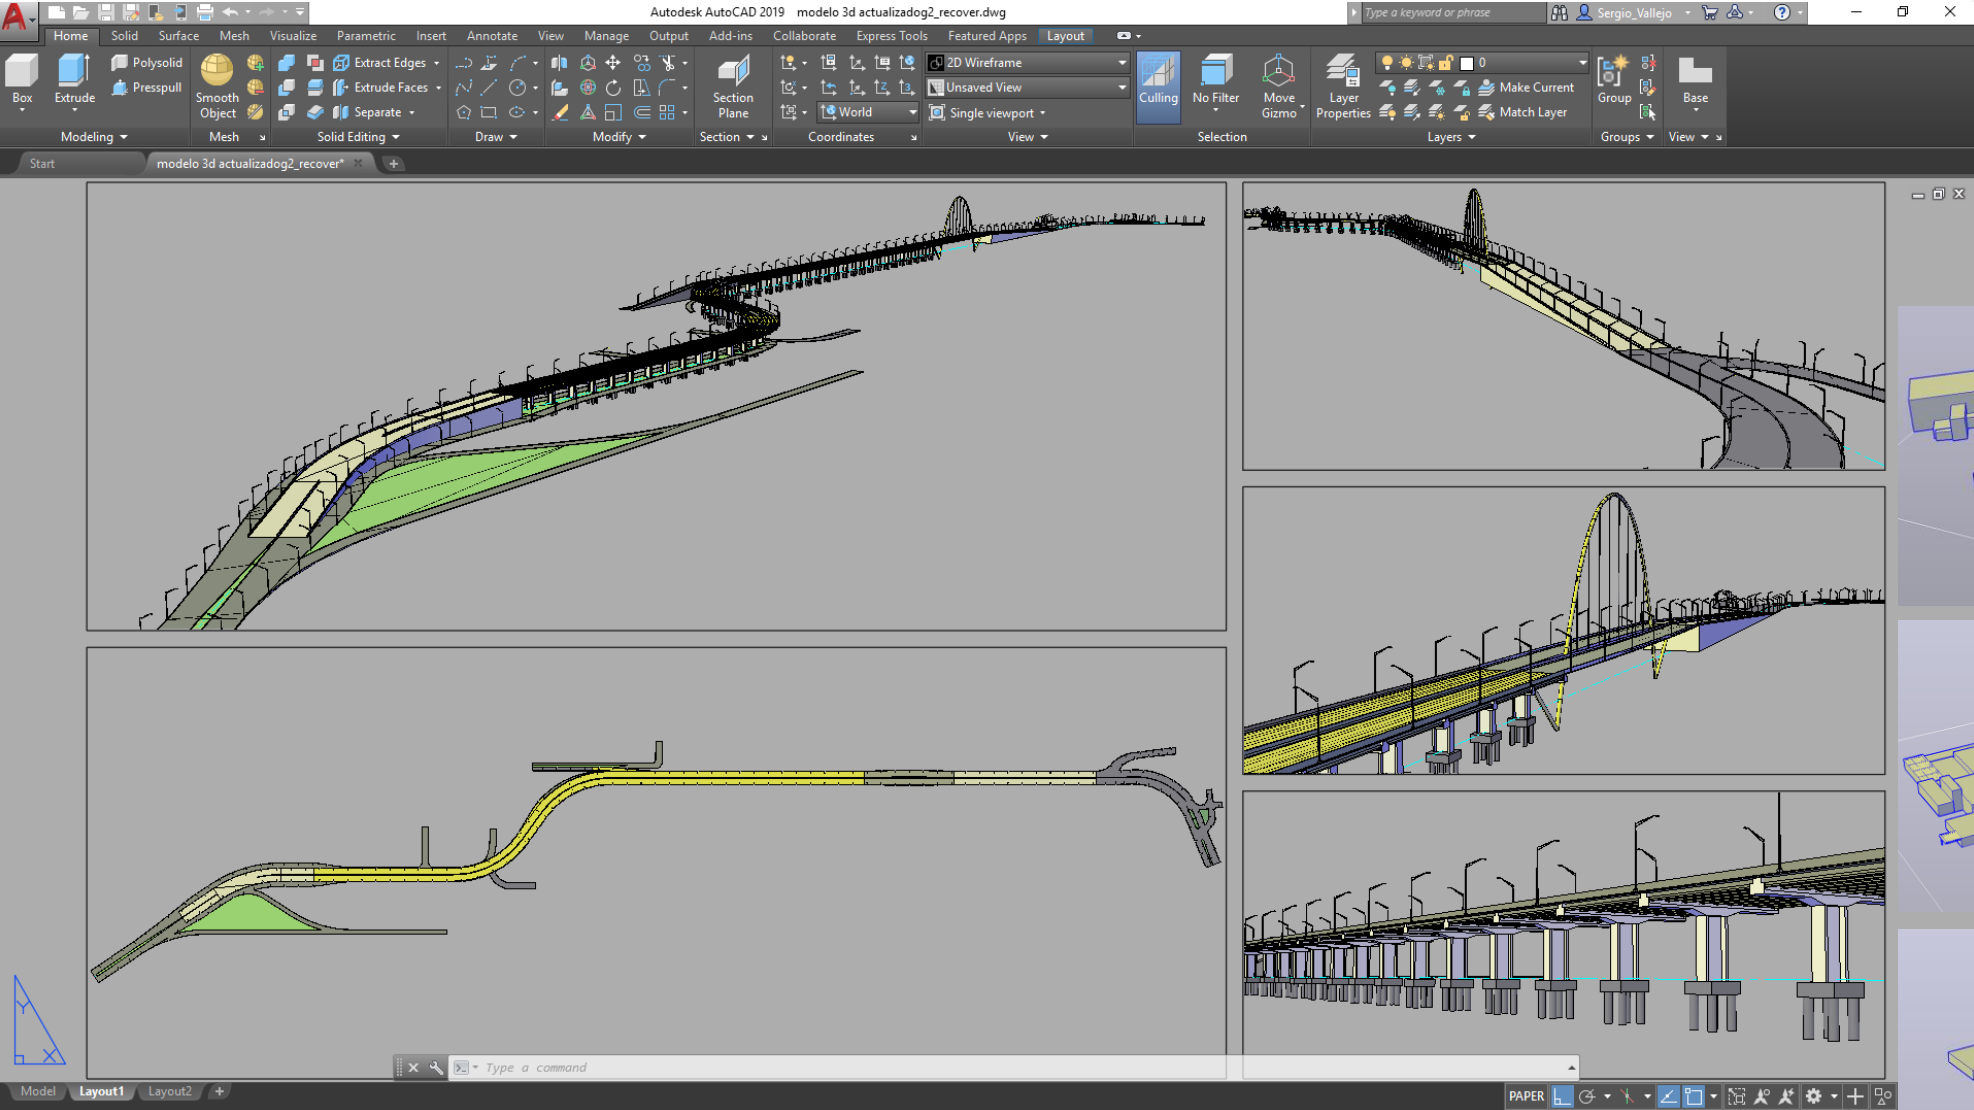 Autodesk AutoCAD 2019 modelo 3d actualizadog2_recover.dwg
Type a keyword or phrase
Sergio_Vallejo
Home Solid Surface Mesh Visualize Parametric Insert Annotate View Manage Output Add-ins Collaborate Express Tools Featured Apps Layout
Box
Extrude
Polysolid
Presspull
Modeling
Smooth
Object
Mesh
Extract Edges
Extrude Faces
Separate
Solid Editing
Draw
Modify
Section
Plane
Section
World
Coordinates
2D Wireframe
Unsaved View
Single viewport
View
Culling
No Filter
Move
Gizmo
Selection
Layer
Properties
0
Make Current
Match Layer
Layers
Group
Groups
Base
View
Start
modelo 3d actualizadog2_recover*
Y
X
Type a command
Model Layout1 Layout2
PAPER